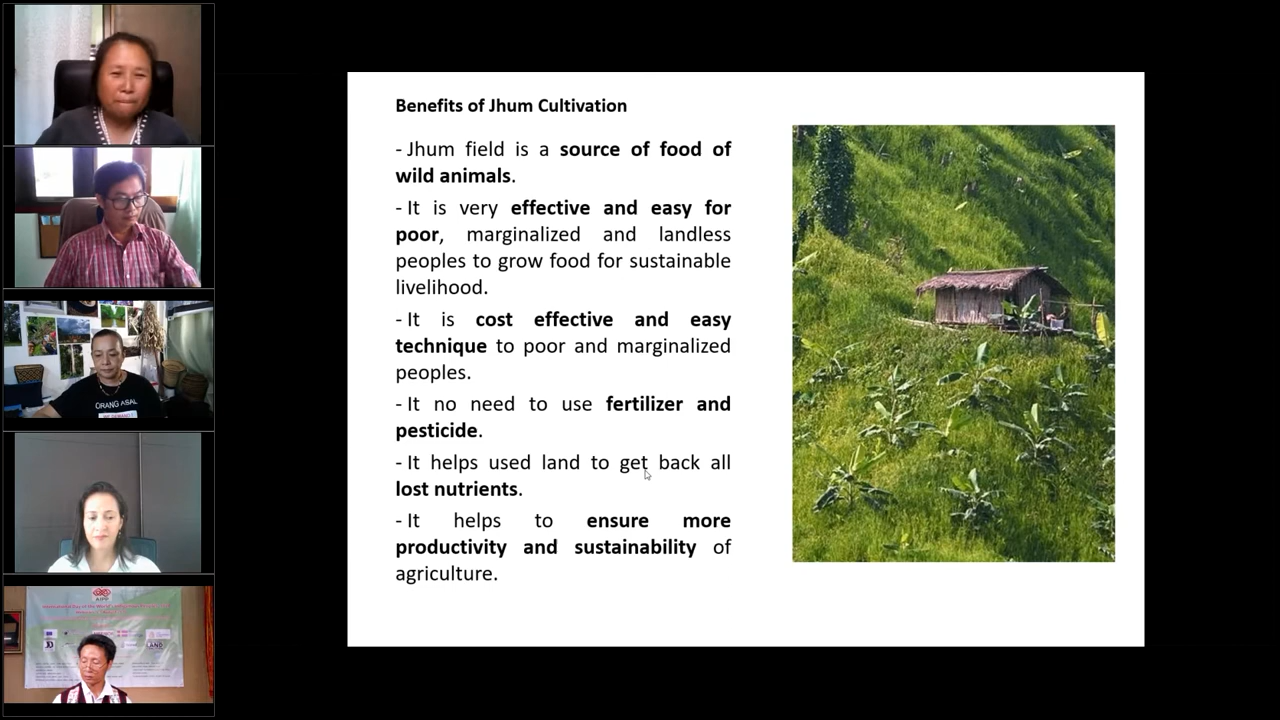 Benefits of Jhum Cultivation
- Jhum field is a source of food of
wild animals.
- It is very effective and easy for
poor, marginalized and landless
peoples to grow food for sustainable
livelihood.
- It is cost effective and easy
technique to poor and marginalized
peoples.
- It no need to use fertilizer and
pesticide.
- It helps used land to get back all
lost nutrients.
- It helps to ensure more
productivity and sustainability of
agriculture.
ORANG ASAL
AIPP
LAND